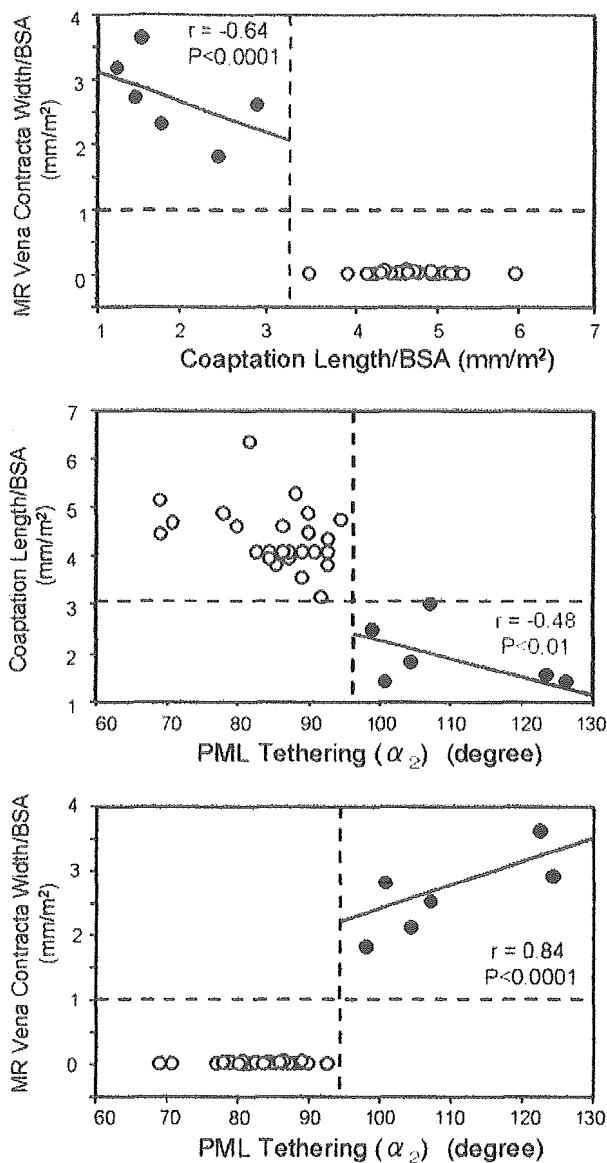 4
3
2
1
0
MR Vena Contracta Width/BSA
(mm/m²)
r = -0.64
P<0.0001
1 2 3 4 5 6 7
Coaptation Length/BSA (mm/m²)
7
6
5
4
3
2
1
Coaptation Length/BSA
(mm/m²)
r = -0.48
P<0.01
60 70 80 90 100 110 120 130
PML Tethering (α₂) (degree)
4
3
2
1
0
MR Vena Contracta Width/BSA
(mm/m²)
r = 0.84
P<0.0001
60 70 80 90 100 110 120 130
PML Tethering (α₂) (degree)